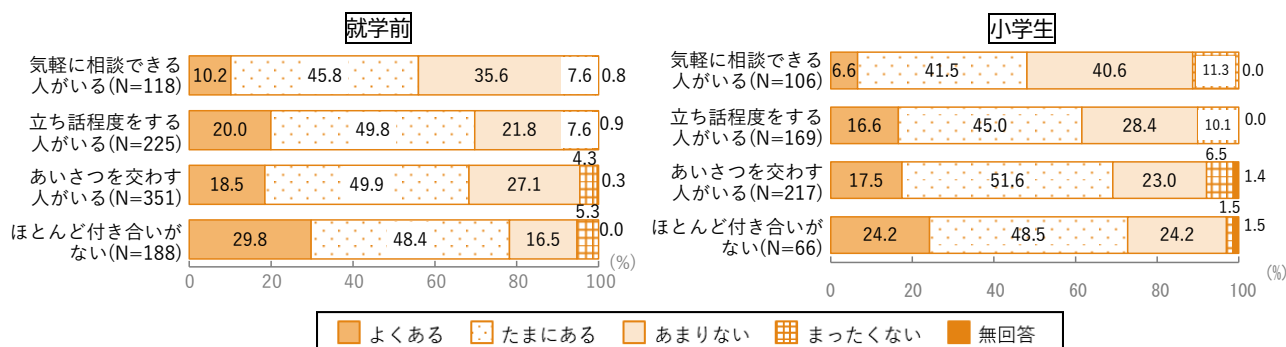 就学前
気軽に相談できる
人がいる(N=118)
10.2 45.8 35.6 7.6 0.8
立ち話程度をする
人がいる(N=225)
20.0 49.8 21.8 7.6 0.9
あいさつを交わす
人がいる(N=351)
18.5 49.9 27.1 4.3 0.3
ほとんど付き合いが
ない(N=188)
29.8 48.4 16.5 5.3 0.0
0 20 40 60 80 100 (%)
小学生
気軽に相談できる
人がいる(N=106)
6.6 41.5 40.6 11.3 0.0
立ち話程度をする
人がいる(N=169)
16.6 45.0 28.4 10.1 0.0
あいさつを交わす
人がいる(N=217)
17.5 51.6 23.0 6.5 1.4
ほとんど付き合いが
ない(N=66)
24.2 48.5 24.2 1.5 1.5
0 20 40 60 80 100 (%)
よくある たまにある あまりない まったくない 無回答